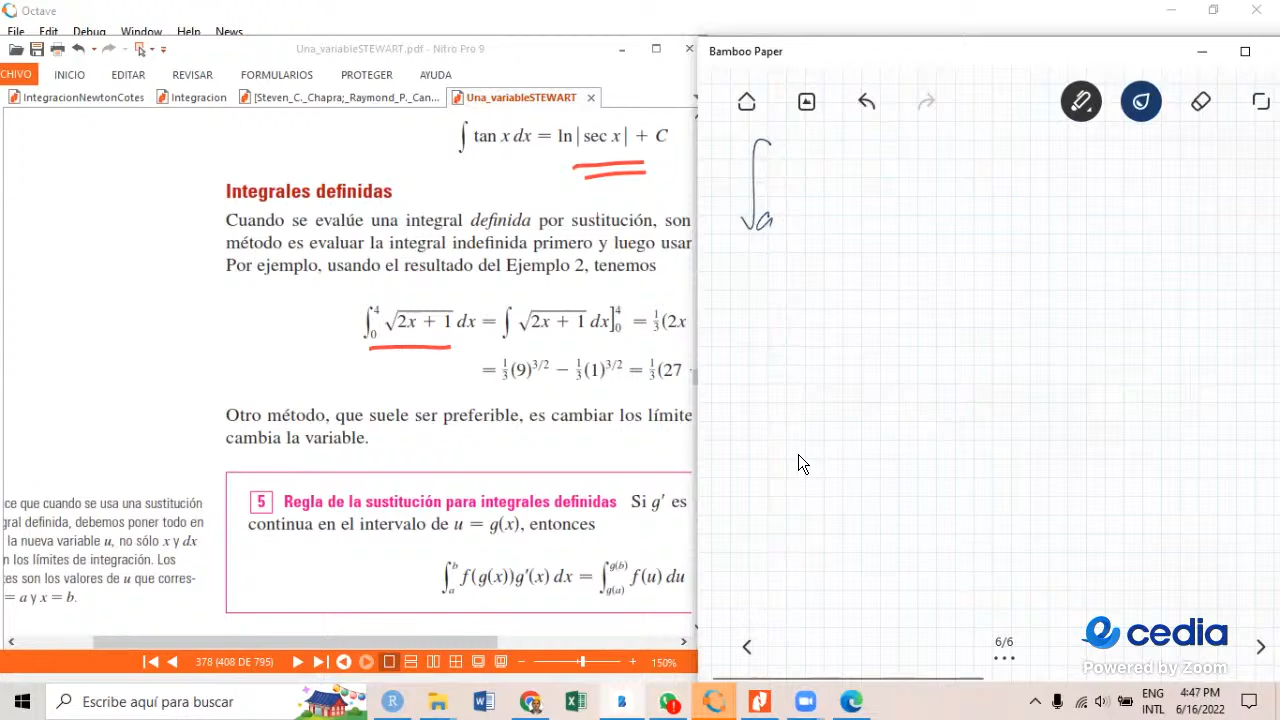 Octave
File Edit Debug Window Help News
Una_variableSTEWART.pdf - Nitro Pro 9
CHIVO INICIO EDITAR REVISAR FORMULARIOS PROTEGER AYUDA
IntegracionNewtonCotes Integracion [Steven_C._Chapra;_Raymond_P._Can... Una_variableSTEWART
∫ tan x dx = ln | sec x | + C
Integrales definidas
Cuando se evalúe una integral definida por sustitución, son
método es evaluar la integral indefinida primero y luego usar
Por ejemplo, usando el resultado del Ejemplo 2, tenemos
∫₀⁴ √(2x + 1) dx = ∫ √(2x + 1) dx]₀⁴ = ⅓(2x
= ⅓(9)^3/2 − ⅓(1)^3/2 = ⅓(27
Otro método, que suele ser preferible, es cambiar los límite
cambia la variable.
ce que cuando se usa una sustitución
gral definida, debemos poner todo en
la nueva variable u, no sólo x y dx
n los límites de integración. Los
tes son los valores de u que corres-
= a y x = b.
5 Regla de la sustitución para integrales definidas Si g′ es
continua en el intervalo de u = g(x), entonces
∫ₐᵇ f(g(x))g′(x) dx = ∫_g(a)^g(b) f(u) du
378 (408 DE 795) 150%
Bamboo Paper
∫a
6/6
cedia
Powered by Zoom
Escribe aquí para buscar
ENG
INTL
4:47 PM
6/16/2022